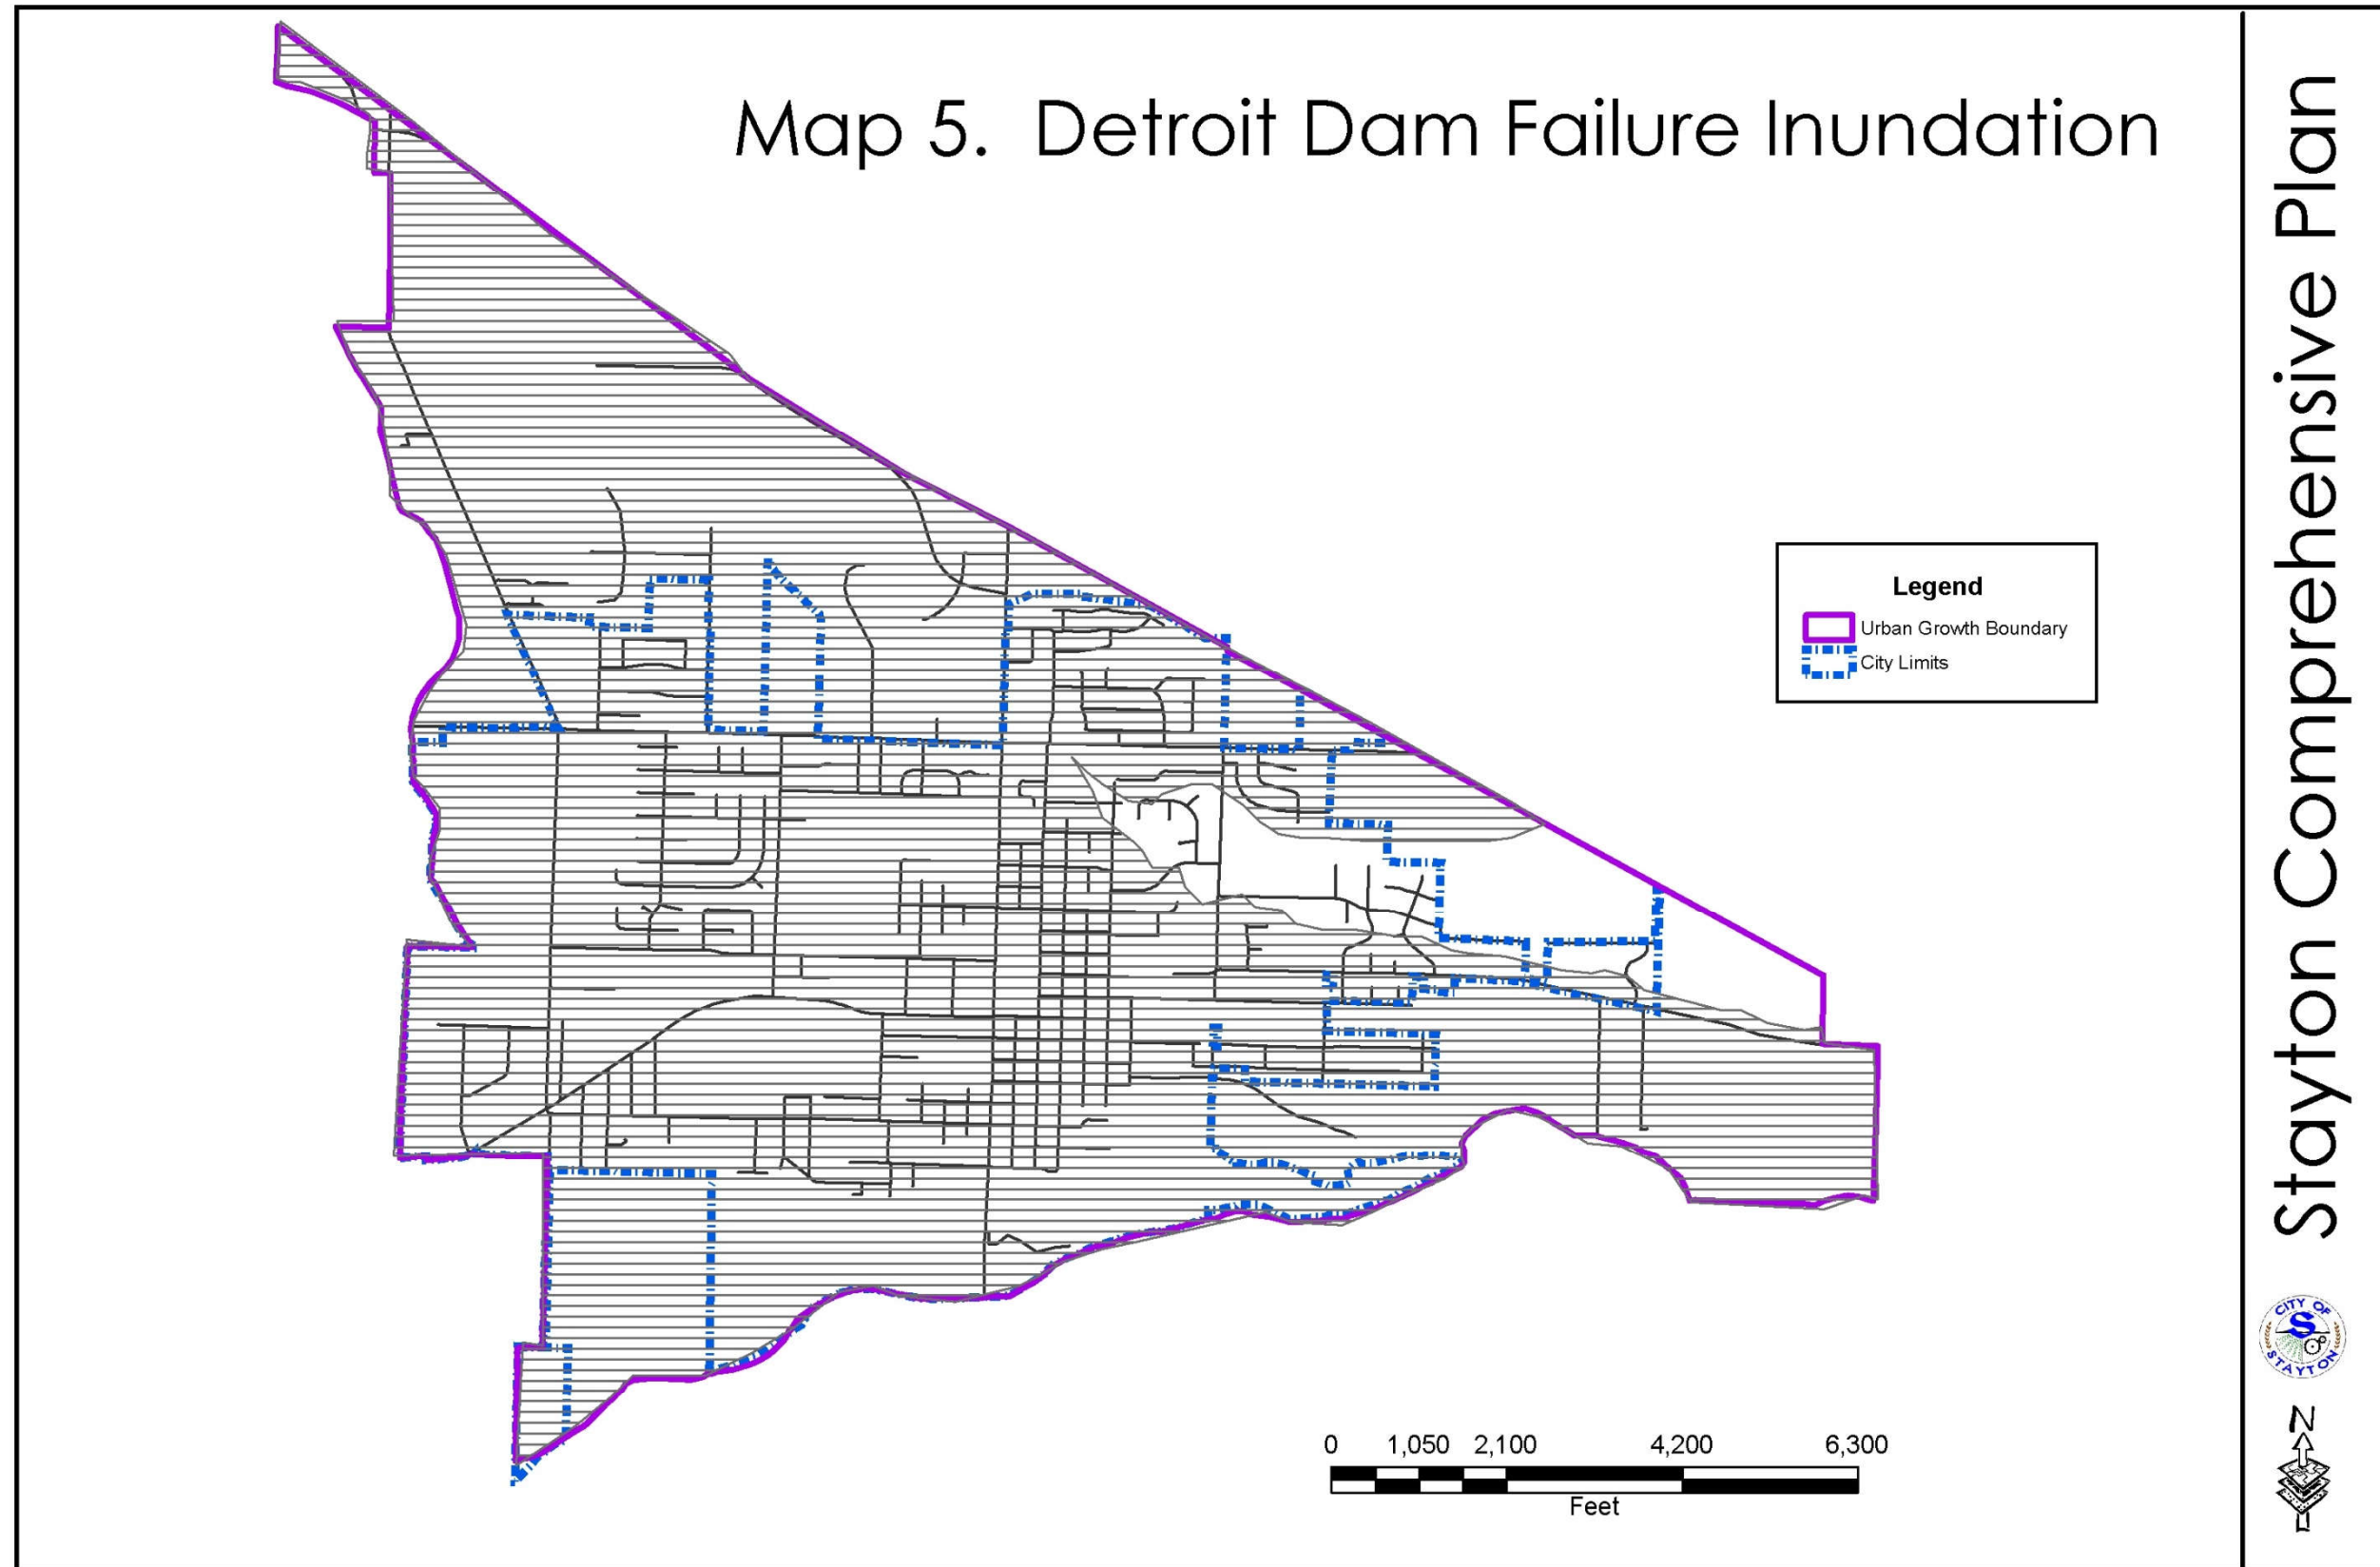 Map 5. Detroit Dam Failure Inundation
Legend
Urban Growth Boundary
City Limits
0 1,050 2,100 4,200 6,300
Feet
Stayton Comprehensive Plan
CITY OF
S
STAYTON
N